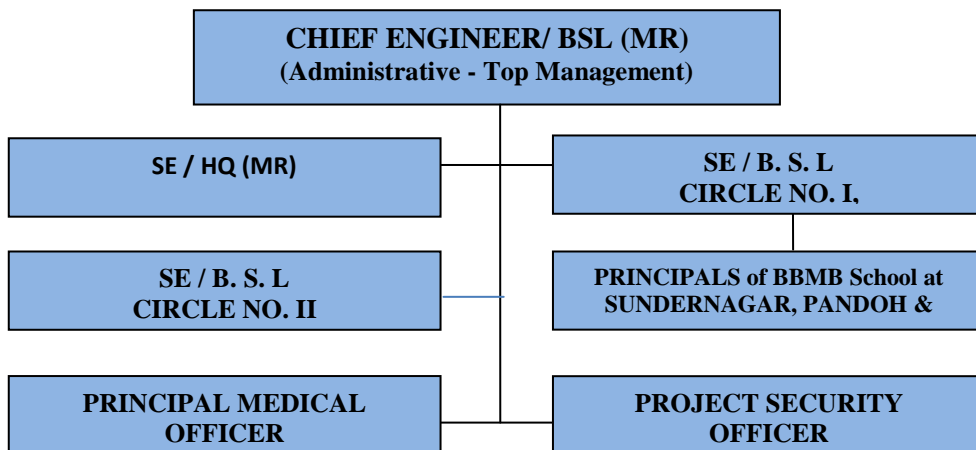 CHIEF ENGINEER/ BSL (MR)
(Administrative - Top Management)
SE / HQ (MR)
SE / B. S. L
CIRCLE NO. I,
SE / B. S. L
CIRCLE NO. II
PRINCIPALS of BBMB School at
SUNDERNAGAR, PANDOH &
PRINCIPAL MEDICAL
OFFICER
PROJECT SECURITY
OFFICER